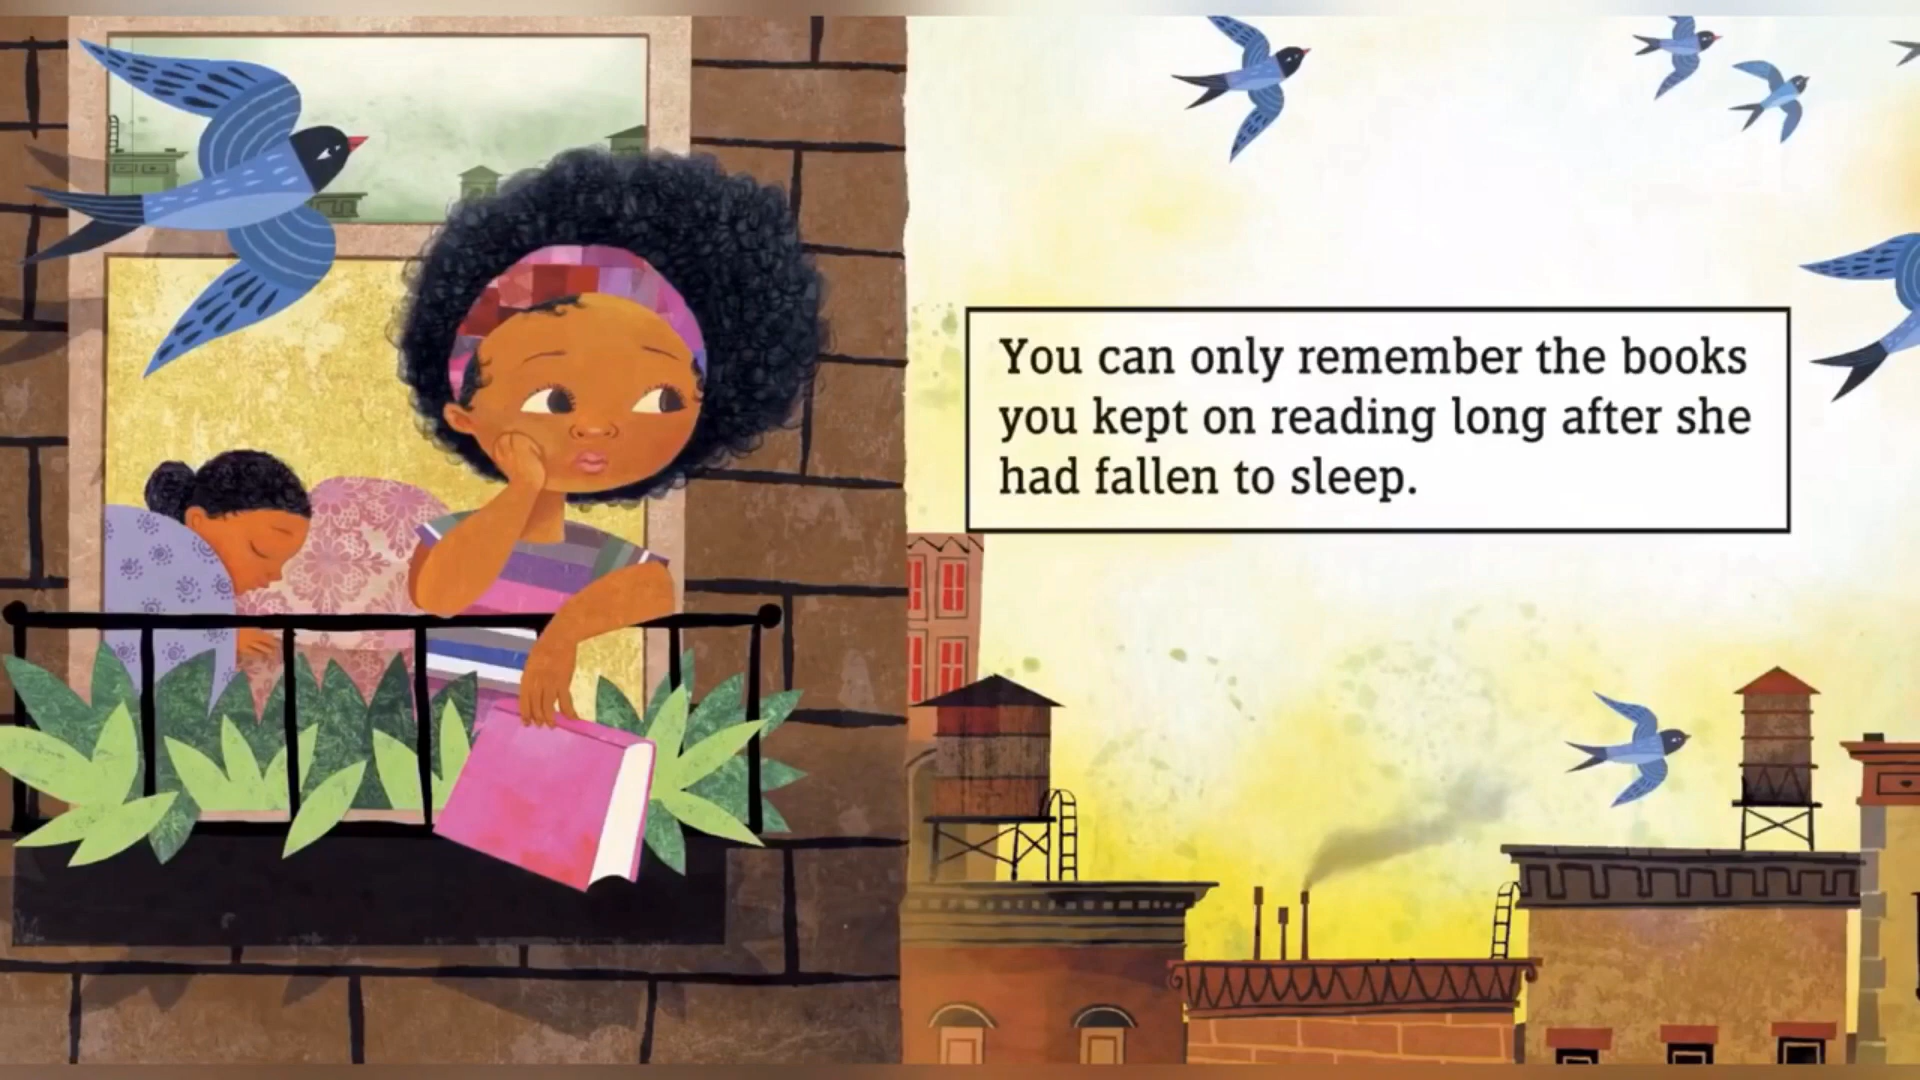 You can only remember the books
you kept on reading long after she
had fallen to sleep.